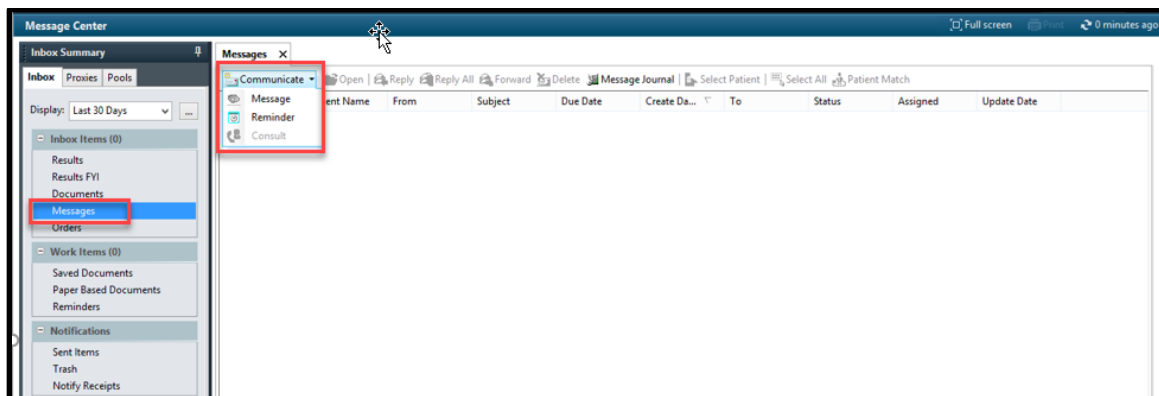 Message Center Full screen Print 0 minutes ago
Inbox Summary
Inbox Proxies Pools
Display: Last 30 Days ...
Inbox Items (0)
Results
Results FYI
Documents
Messages
Orders
Work Items (0)
Saved Documents
Paper Based Documents
Reminders
Notifications
Sent Items
Trash
Notify Receipts
Messages X
Communicate Open Reply Reply All Forward Delete Message Journal Select Patient Select All Patient Match
Message
Reminder
Consult
ent Name From Subject Due Date Create Da... To Status Assigned Update Date